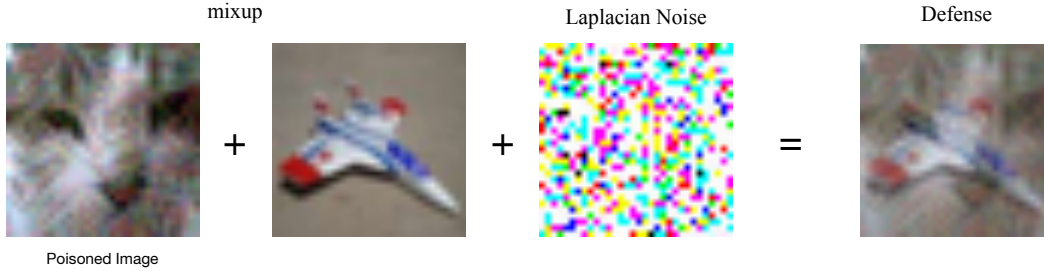 mixup
Laplacian Noise
Defense
+ + =
Poisoned Image